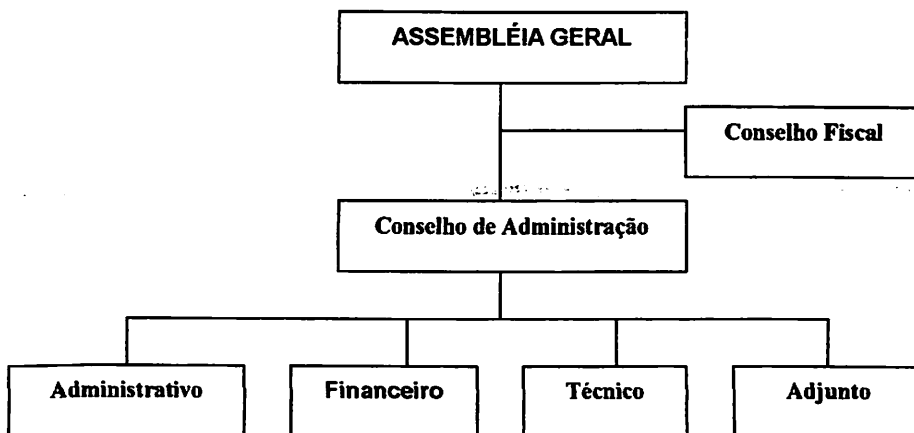 ASSEMBLÉIA GERAL
Conselho Fiscal
Conselho de Administração
Administrativo
Financeiro
Técnico
Adjunto